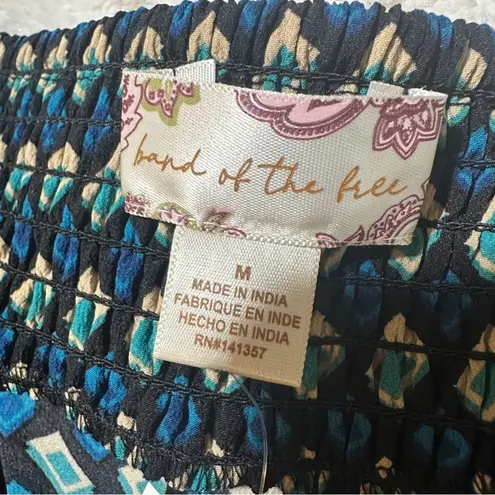 band of the free
M
MADE IN INDIA
FABRIQUE EN INDE
HECHO EN INDIA
RN#141357